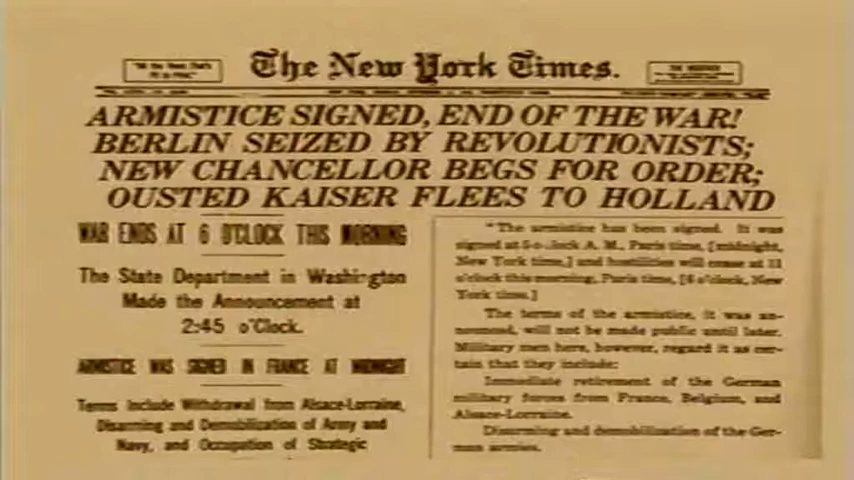 The New York Times.
ARMISTICE SIGNED, END OF THE WAR!
BERLIN SEIZED BY REVOLUTIONISTS;
NEW CHANCELLOR BEGS FOR ORDER;
OUSTED KAISER FLEES TO HOLLAND
WAR ENDS AT 6 O'CLOCK THIS MORNING
The State Department in Washington
Made the Announcement at
2:45 o'Clock.
ARMISTICE WAS SIGNED IN FRANCE AT MIDNIGHT
Terms Include Withdrawal from Alsace-Lorraine,
Disarming and Demobilization of Army and
Navy, and Occupation of Strategic
"The armistice has been signed. It was
signed at 5 o'clock A. M., Paris time, [midnight,
New York time,] and hostilities will cease at 11
o'clock this morning, Paris time, [6 o'clock, New
York time.]
The terms of the armistice, it was an-
nounced, will not be made public until later.
Military men here, however, regard it as cer-
tain that they include:
Immediate retirement of the German
military forces from France, Belgium, and
Alsace-Lorraine.
Disarming and demobilization of the Ger-
man armies.